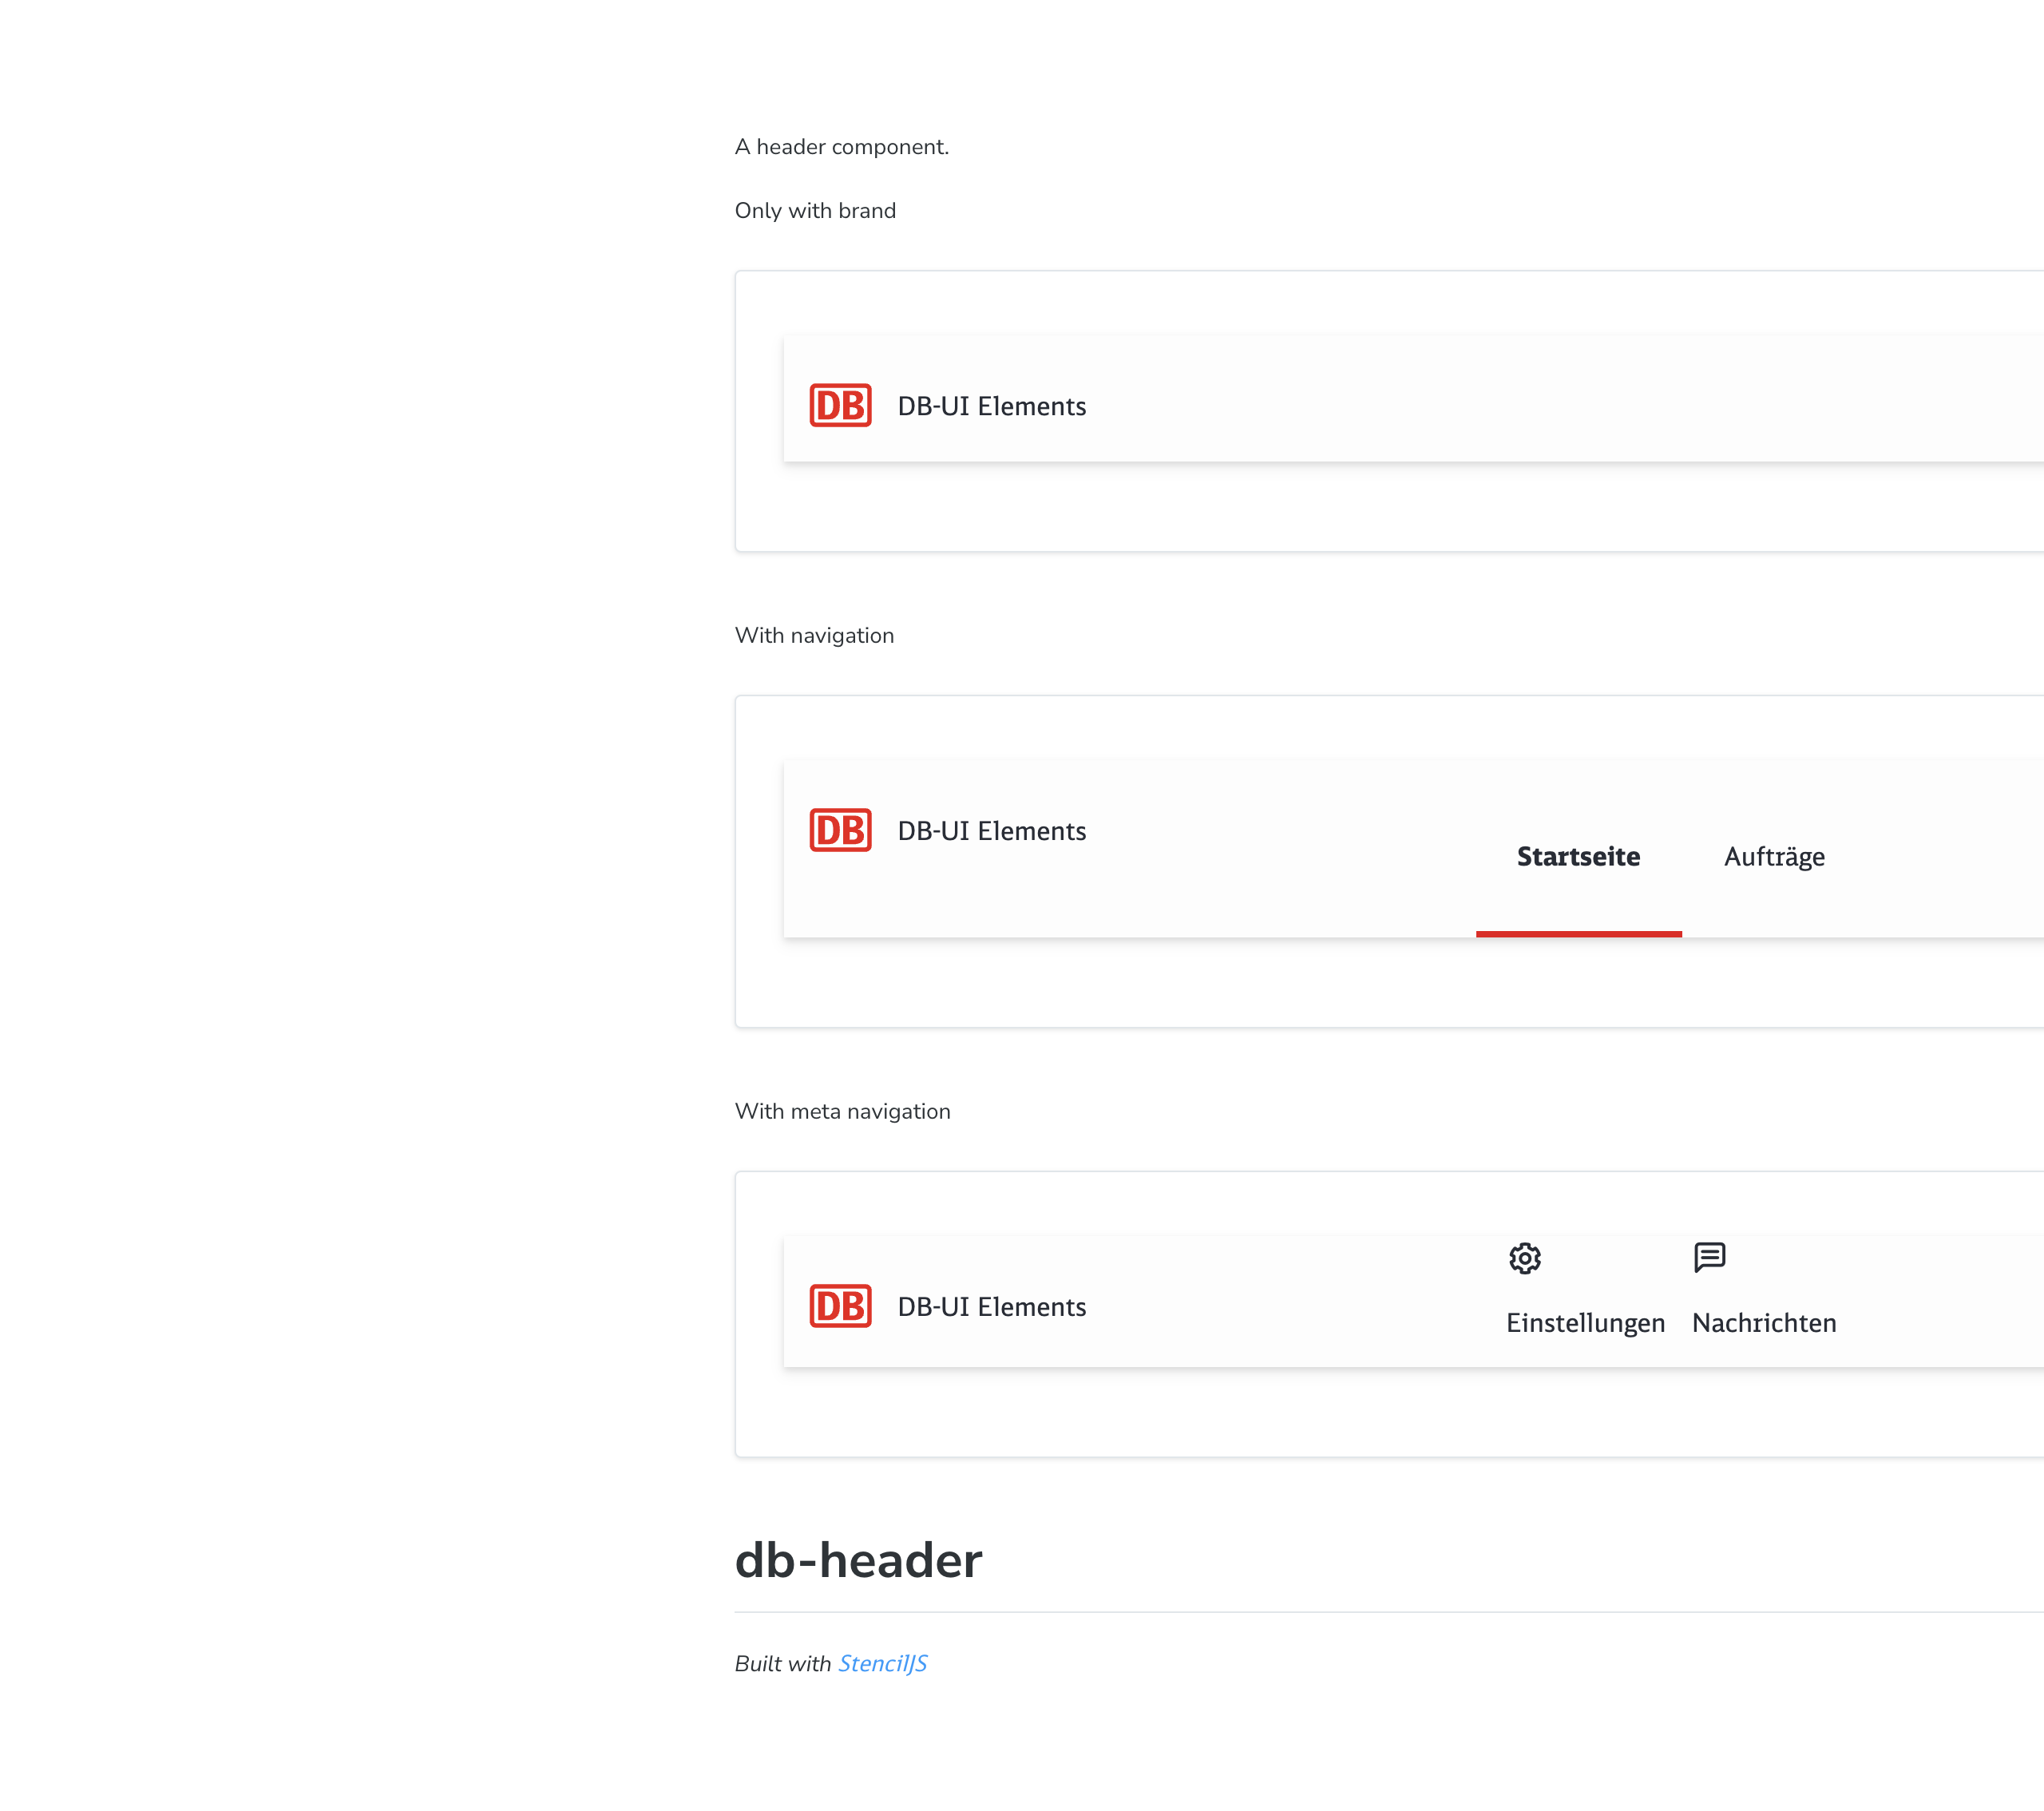 A header component.
Only with brand
DB DB-UI Elements
With navigation
DB DB-UI Elements
Startseite Aufträge
With meta navigation
DB DB-UI Elements
Einstellungen Nachrichten
db-header
Built with StencilJS